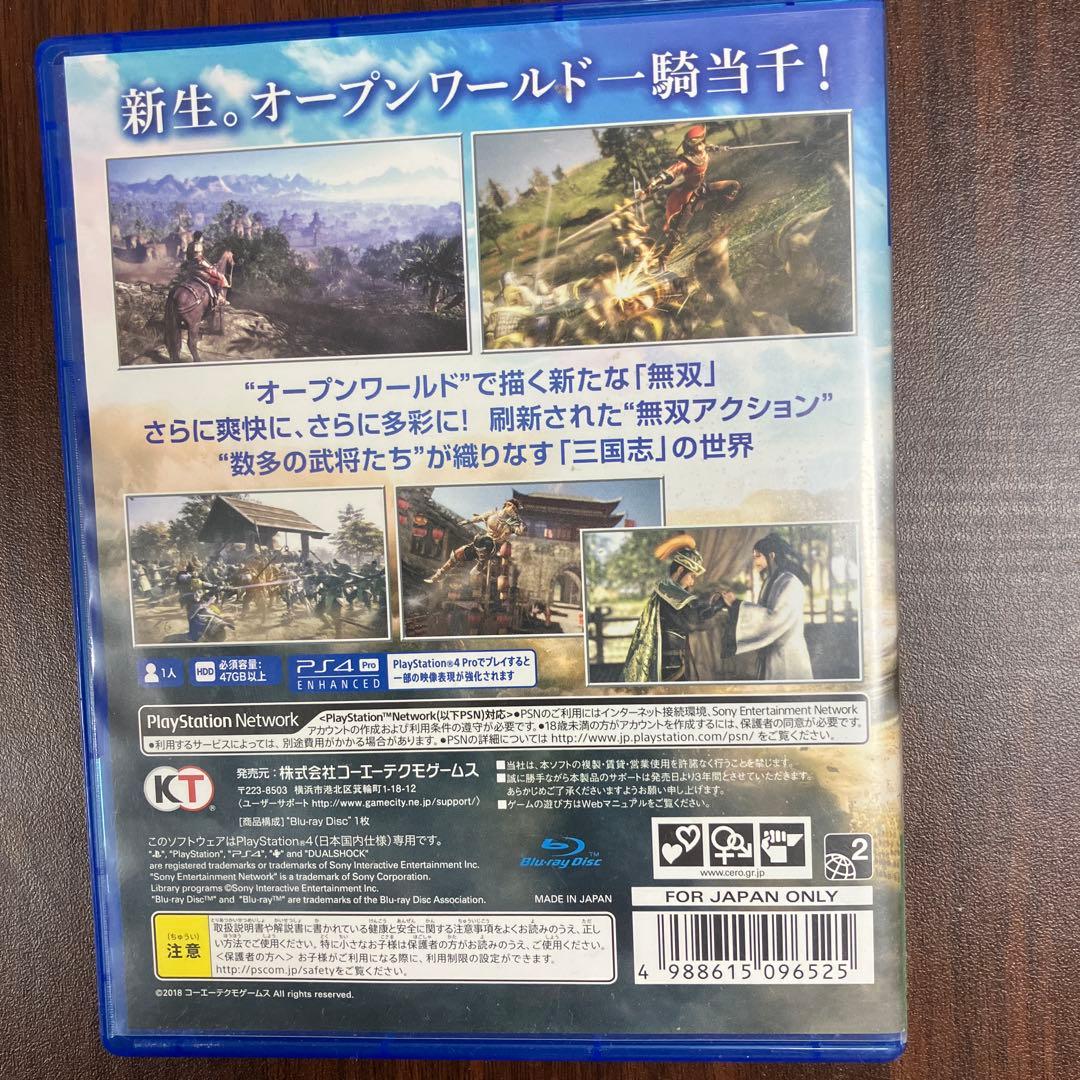 新生。オープンワールド一騎当千！
“オープンワールド”で描く新たな「無双」
さらに爽快に、さらに多彩に！ 刷新された“無双アクション”
“数多の武将たち”が織りなす「三国志」の世界
1人
HDD 必須容量：
47GB以上
PS4 Pro
ENHANCED
PlayStation®4 Proでプレイすると
一部の映像表現が強化されます
PlayStation Network
<PlayStation™Network(以下PSN)対応>●PSNのご利用にはインターネット接続環境、Sony Entertainment Network
アカウントの作成および利用条件の遵守が必要です。●18歳未満の方がアカウントを作成するには、保護者の同意が必要です。
●利用するサービスによっては、別途費用がかかる場合があります。●PSNの詳細については http://www.jp.playstation.com/psn/ をご覧ください。
KT®
発売元：株式会社コーエーテクモゲームス
〒223-8503 横浜市港北区箕輪町1-18-12
〈ユーザーサポート http://www.gamecity.ne.jp/support/〉
[商品構成] "Blu-ray Disc" 1枚
■当社は、本ソフトの複製・賃貸・営業使用を許諾なく行うことを禁じます。
■誠に勝手ながら本製品のサポートは発売日より3年間とさせていただきます。
あらかじめご了承くださいますようお願い申し上げます。
■ゲームの遊び方はWebマニュアルをご覧ください。
このソフトウェアはPlayStation®4（日本国内仕様）専用です。
" ", "PlayStation", "PS4", " " and "DUALSHOCK"
are registered trademarks or trademarks of Sony Interactive Entertainment Inc.
"Sony Entertainment Network" is a trademark of Sony Corporation.
Library programs ©Sony Interactive Entertainment Inc.
"Blu-ray Disc™" and "Blu-ray™" are trademarks of the Blu-ray Disc Association.
Blu-ray Disc™
MADE IN JAPAN
www.cero.gr.jp
2
FOR JAPAN ONLY
4 988615 096525
(ちゅうい)
注意
取扱説明書や解説書に書かれている健康と安全に関する注意事項をよくお読みのうえ、正し
い方法でご使用ください。特に小さなお子様は保護者の方がお読みのうえ、ご使用ください。
＜保護者の方へ＞ お子様がご利用になる際に、利用制限の設定ができます。
http://pscom.jp/safetyをご覧ください。
©2018 コーエーテクモゲームス All rights reserved.